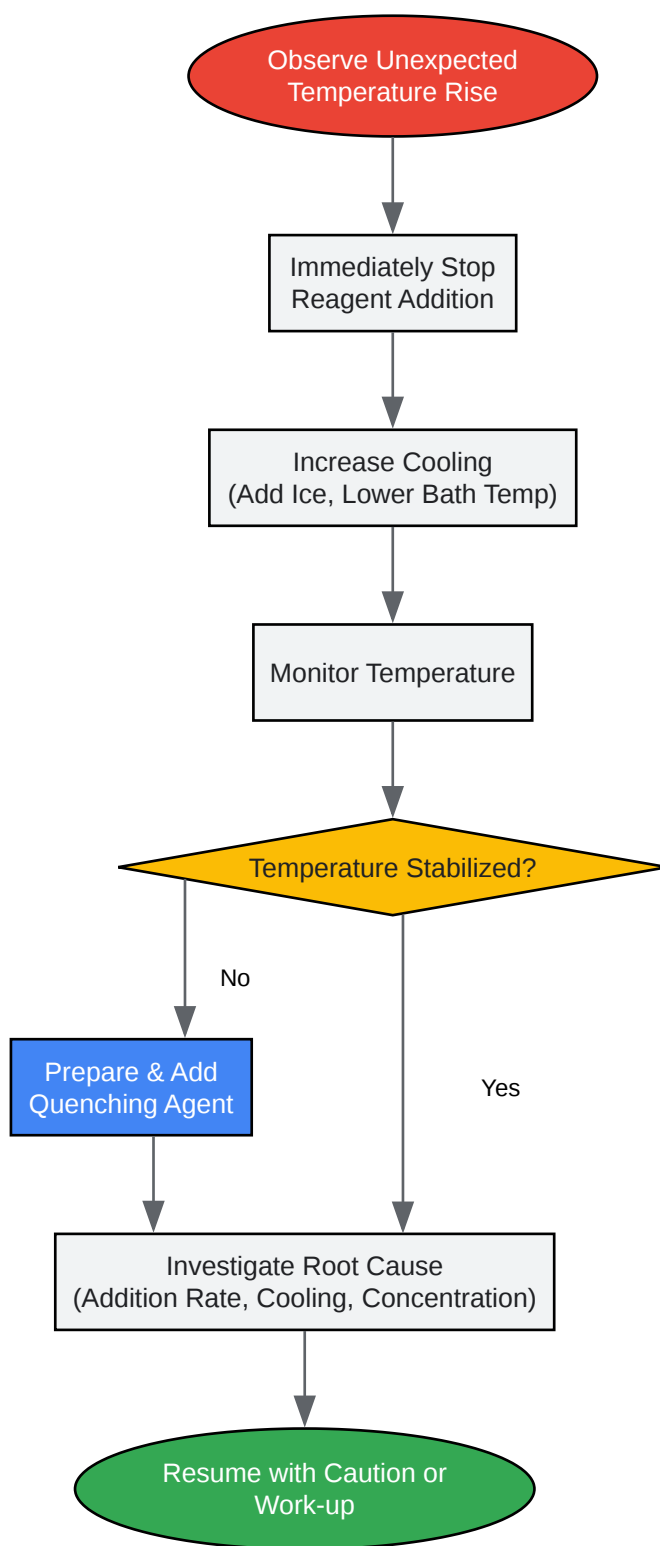 Observe Unexpected
Temperature Rise
Immediately Stop
Reagent Addition
Increase Cooling
(Add Ice, Lower Bath Temp)
Monitor Temperature
Temperature Stabilized?
No
Prepare & Add
Quenching Agent
Yes
Investigate Root Cause
(Addition Rate, Cooling, Concentration)
Resume with Caution or
Work-up